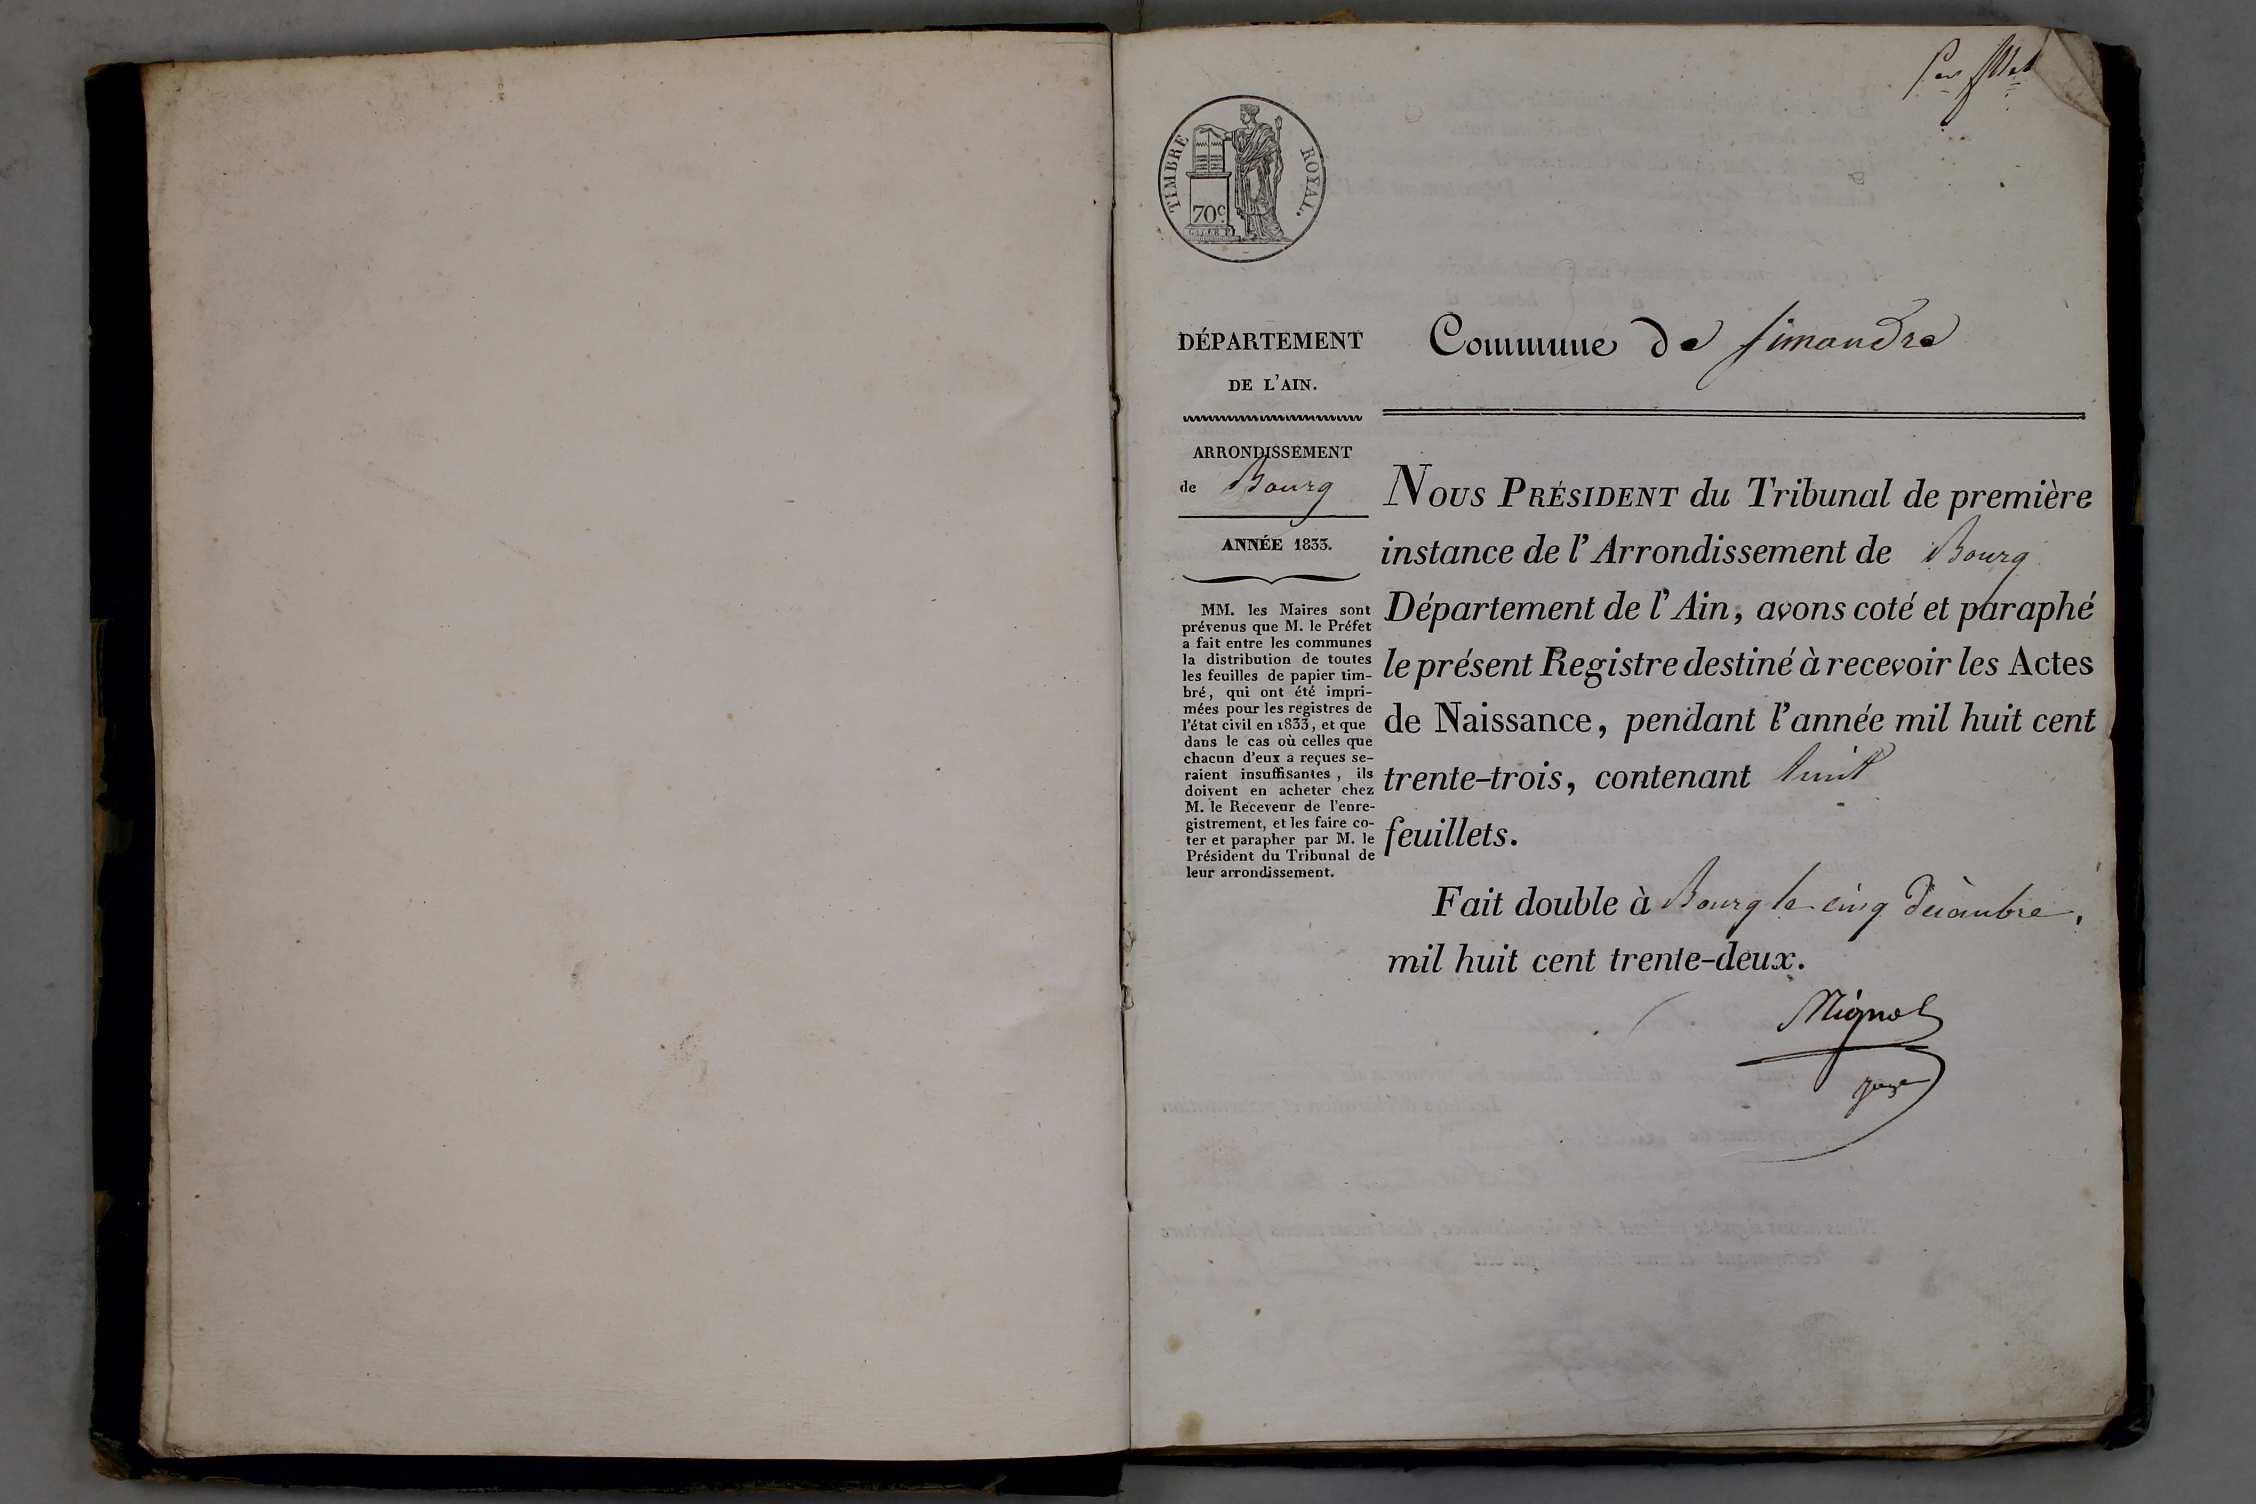 TIMBRE ROYAL.
70c
DÉPARTEMENT
DE L'AIN.
ARRONDISSEMENT
de Bourg
ANNÉE 1833.
MM. les Maires sont
prévenus que M. le Préfet
a fait entre les communes
la distribution de toutes
les feuilles de papier tim-
bré, qui ont été impri-
mées pour les registres de
l'état civil en 1833, et que
dans le cas où celles que
chacun d'eux a reçues se-
raient insuffisantes, ils
doivent en acheter chez
M. le Receveur de l'enre-
gistrement, et les faire co-
ter et parapher par M. le
Président du Tribunal de
leur arrondissement.
Commune de Simandre
NOUS PRÉSIDENT du Tribunal de première
instance de l'Arrondissement de Bourg
Département de l'Ain, avons coté et paraphé
le présent Registre destiné à recevoir les Actes
de Naissance, pendant l'année mil huit cent
trente-trois, contenant huit
feuillets.
Fait double à Bourg le cinq décembre,
mil huit cent trente-deux.
Mignot
juge